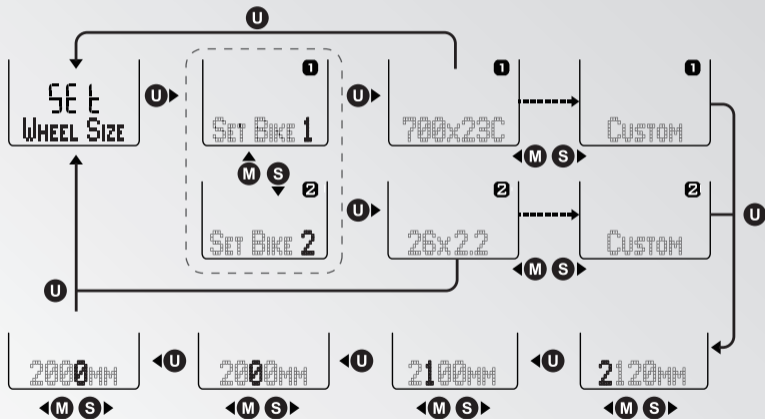 U
SEt
WHEEL SIZE
U
1
SET BIKE 1
U
1
700x23C
M S
1
CUSTOM
M S
2
SET BIKE 2
U
2
26x2.2
M S
2
CUSTOM
U
U
2000MM
M S
U
2000MM
M S
U
2100MM
M S
U
2120MM
M S